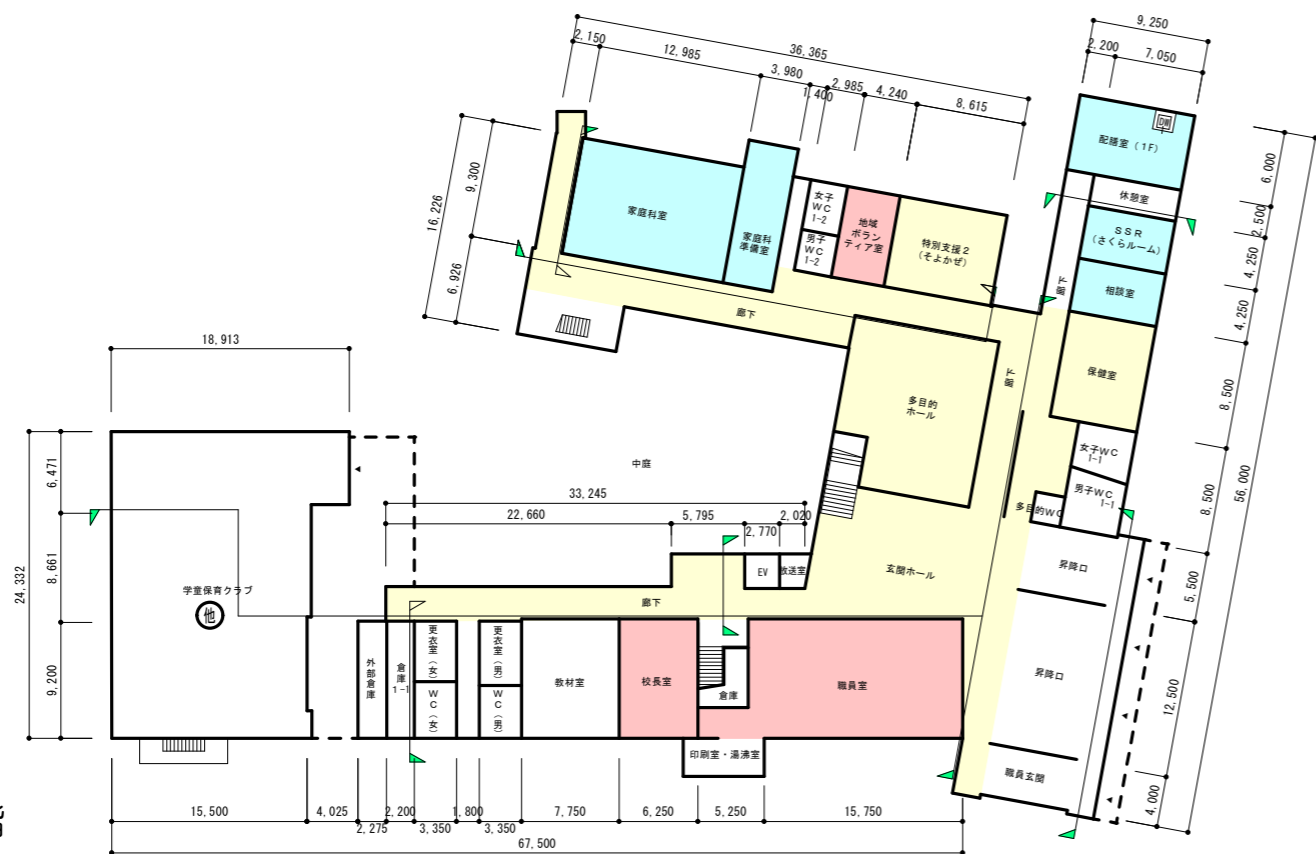 9,250
2,200
7,050
2,150
12,985
36,365
3,980
1,400
2,985
4,240
8,615
配膳室（1F）
DW
休憩室
SSR
（さくらルーム）
相談室
廊下
保健室
6,000
2,500
4,250
4,250
8,500
8,500
5,500
12,500
4,000
56,000
16,226
9,300
6,926
家庭科室
家庭科
準備室
女子
WC
1-2
男子
WC
1-2
地域
ボラン
ティア室
特別支援2
（そよかぜ）
廊下
廊下
多目的
ホール
女子WC
1-1
男子WC
1-1
多目的WC
昇降口
昇降口
職員玄関
玄関ホール
中庭
18,913
24,332
6,471
8,661
9,200
学童保育クラブ
他
33,245
22,660
5,795
2,770
2,020
EV
放送室
廊下
外部倉庫
倉庫
1-1
更衣室（女）
WC（女）
更衣室（男）
WC（男）
教材室
校長室
倉庫
職員室
印刷室・湯沸室
15,500
4,025
2,275
2,200
3,350
1,800
3,350
7,750
6,250
5,250
15,750
67,500